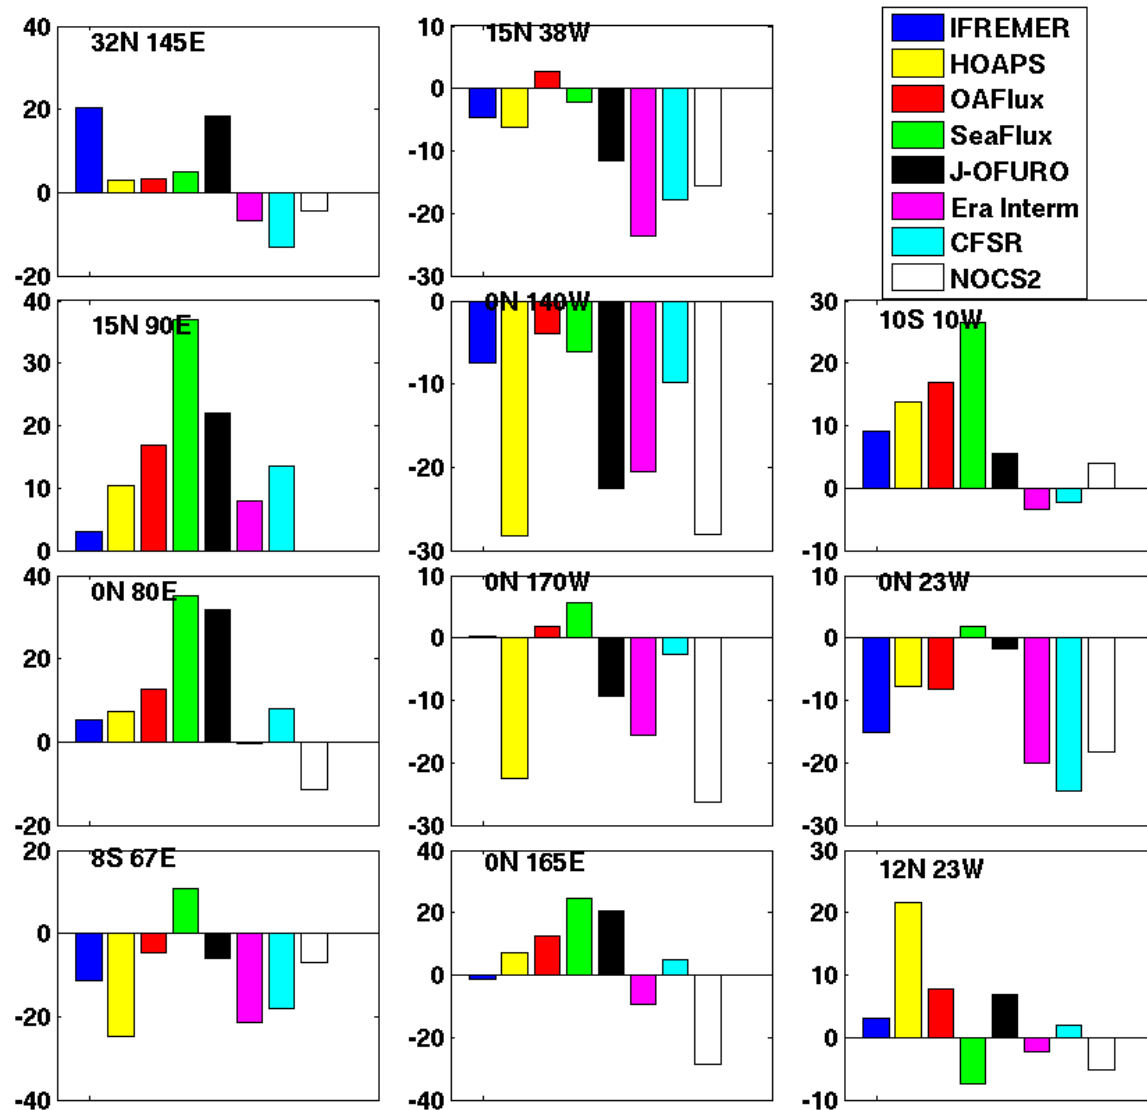 40
32N 145E
20
0
-20
10
15N 38W
0
-10
-20
-30
IFREMER
HOAPS
OAFlux
SeaFlux
J-OFURO
Era Interm
CFSR
NOCS2
40
15N 90E
30
20
10
0
0
0N 140W
-10
-20
-30
30
10S 10W
20
10
0
-10
40
0N 80E
20
0
-20
10
0N 170W
0
-10
-20
-30
10
0N 23W
0
-10
-20
-30
20
8S 67E
0
-20
-40
40
0N 165E
20
0
-20
-40
30
12N 23W
20
10
0
-10